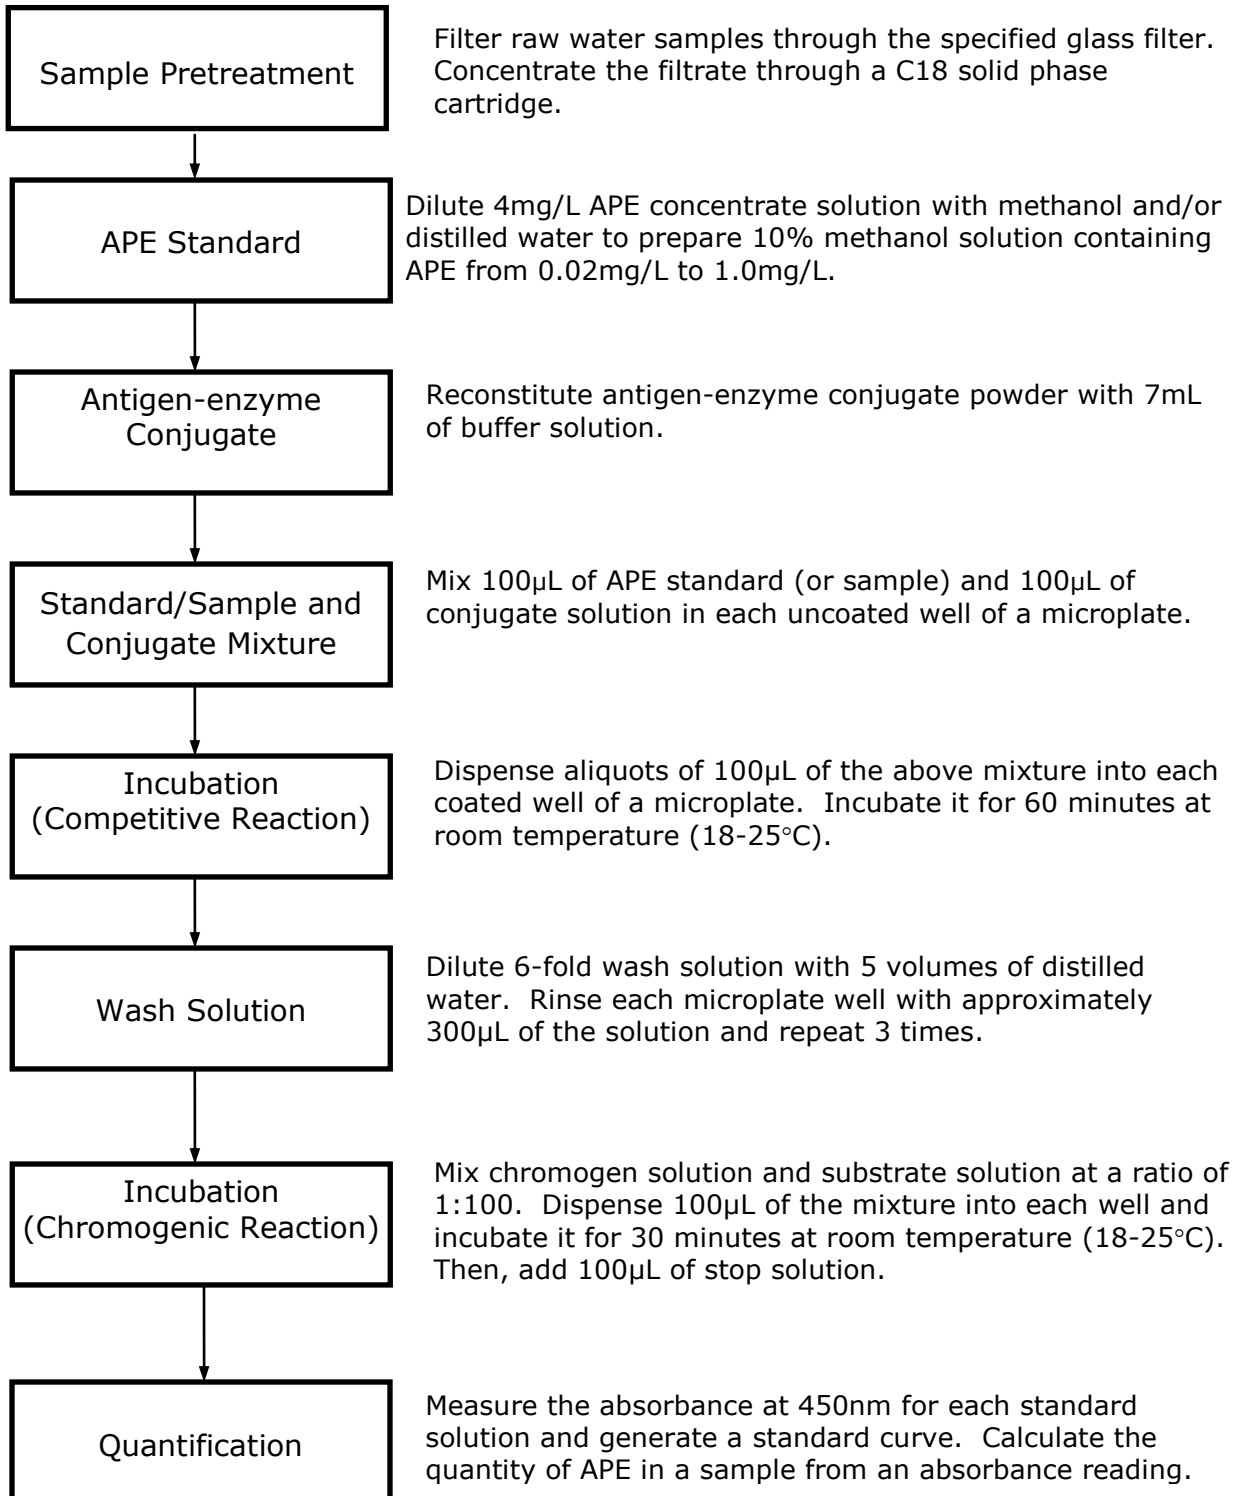 Sample Pretreatment
Filter raw water samples through the specified glass filter.
Concentrate the filtrate through a C18 solid phase
cartridge.
APE Standard
Dilute 4mg/L APE concentrate solution with methanol and/or
distilled water to prepare 10% methanol solution containing
APE from 0.02mg/L to 1.0mg/L.
Antigen-enzyme
Conjugate
Reconstitute antigen-enzyme conjugate powder with 7mL
of buffer solution.
Standard/Sample and
Conjugate Mixture
Mix 100µL of APE standard (or sample) and 100µL of
conjugate solution in each uncoated well of a microplate.
Incubation
(Competitive Reaction)
Dispense aliquots of 100µL of the above mixture into each
coated well of a microplate.  Incubate it for 60 minutes at
room temperature (18-25°C).
Wash Solution
Dilute 6-fold wash solution with 5 volumes of distilled
water.  Rinse each microplate well with approximately
300µL of the solution and repeat 3 times.
Incubation
(Chromogenic Reaction)
Mix chromogen solution and substrate solution at a ratio of
1:100.  Dispense 100µL of the mixture into each well and
incubate it for 30 minutes at room temperature (18-25°C).
Then, add 100µL of stop solution.
Quantification
Measure the absorbance at 450nm for each standard
solution and generate a standard curve.  Calculate the
quantity of APE in a sample from an absorbance reading.